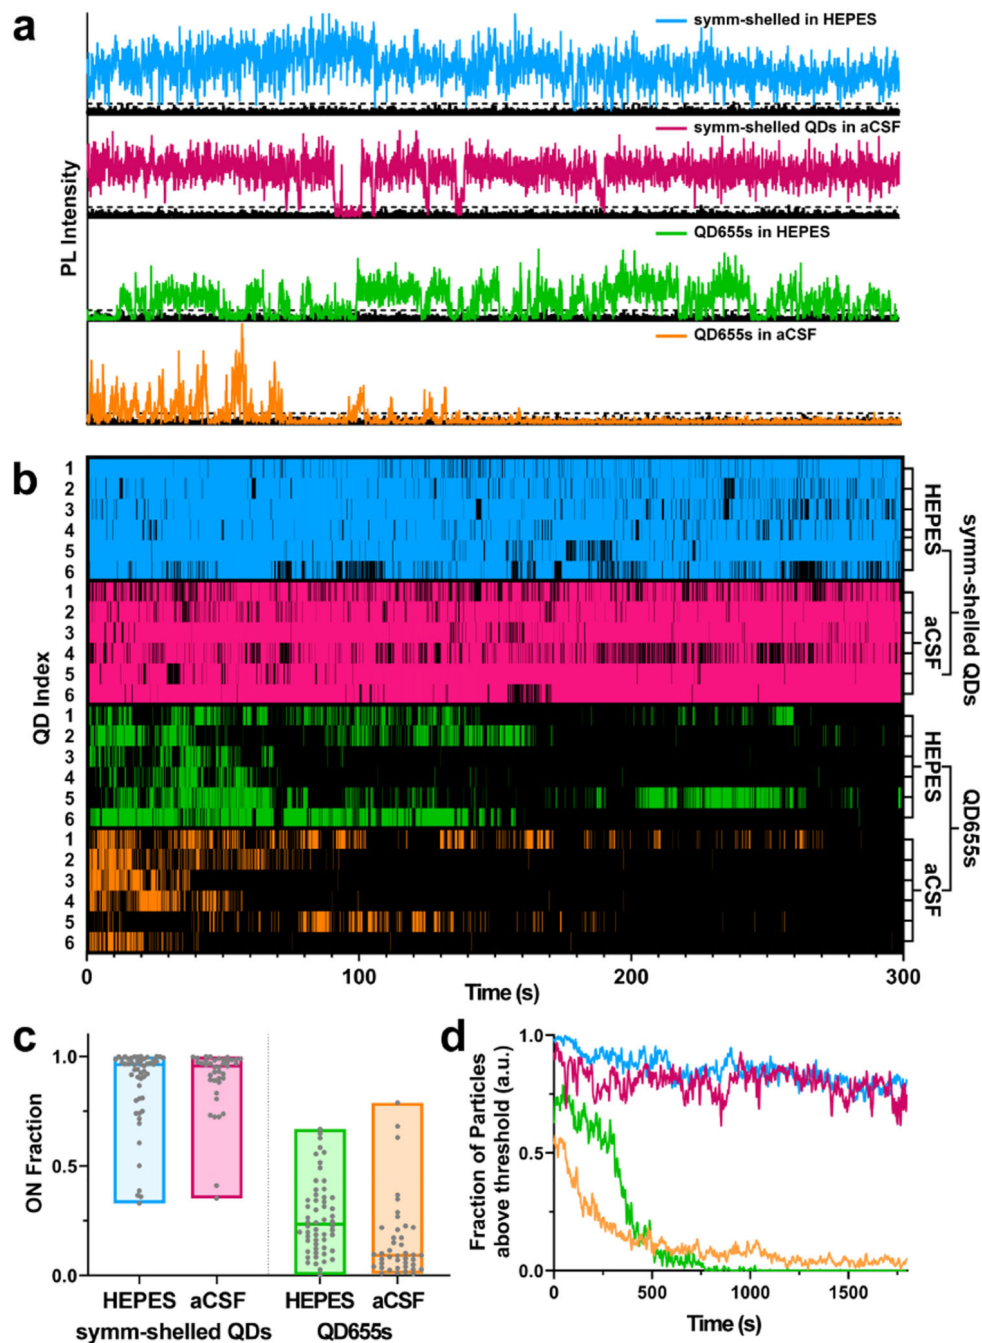 a
symm-shelled in HEPES
symm-shelled QDs in aCSF
QD655s in HEPES
QD655s in aCSF
PL Intensity
b
QD Index
1
2
3
4
5
6
1
2
3
4
5
6
1
2
3
4
5
6
1
2
3
4
5
6
HEPES
aCSF
symm-shelled QDs
HEPES
aCSF
QD655s
0
100
200
300
Time (s)
c
ON Fraction
1.0
0.5
0.0
HEPES aCSF HEPES aCSF
symm-shelled QDs QD655s
d
Fraction of Particles
above threshold (a.u.)
1.0
0.5
0.0
0
500
1000
1500
Time (s)